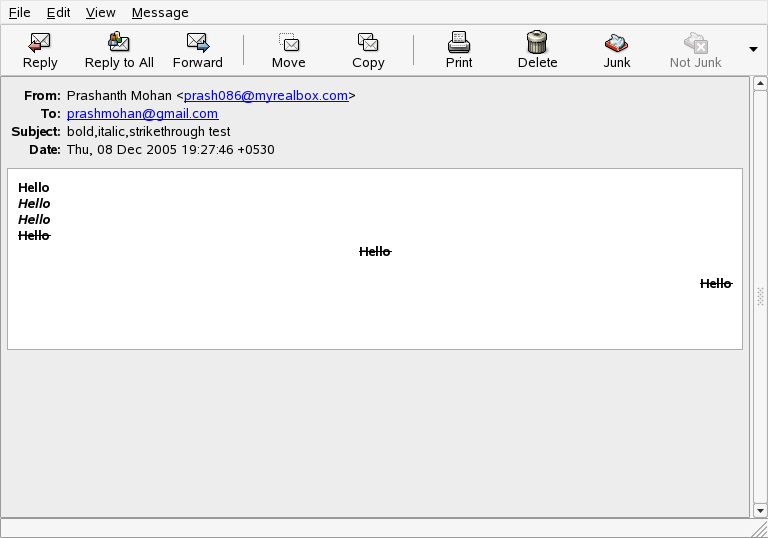 File Edit View Message
Reply Reply to All Forward Move Copy Print Delete Junk Not Junk
From: Prashanth Mohan <prash086@myrealbox.com>
To: prashmohan@gmail.com
Subject: bold,italic,strikethrough test
Date: Thu, 08 Dec 2005 19:27:46 +0530
Hello
Hello
Hello
Hello
Hello
Hello